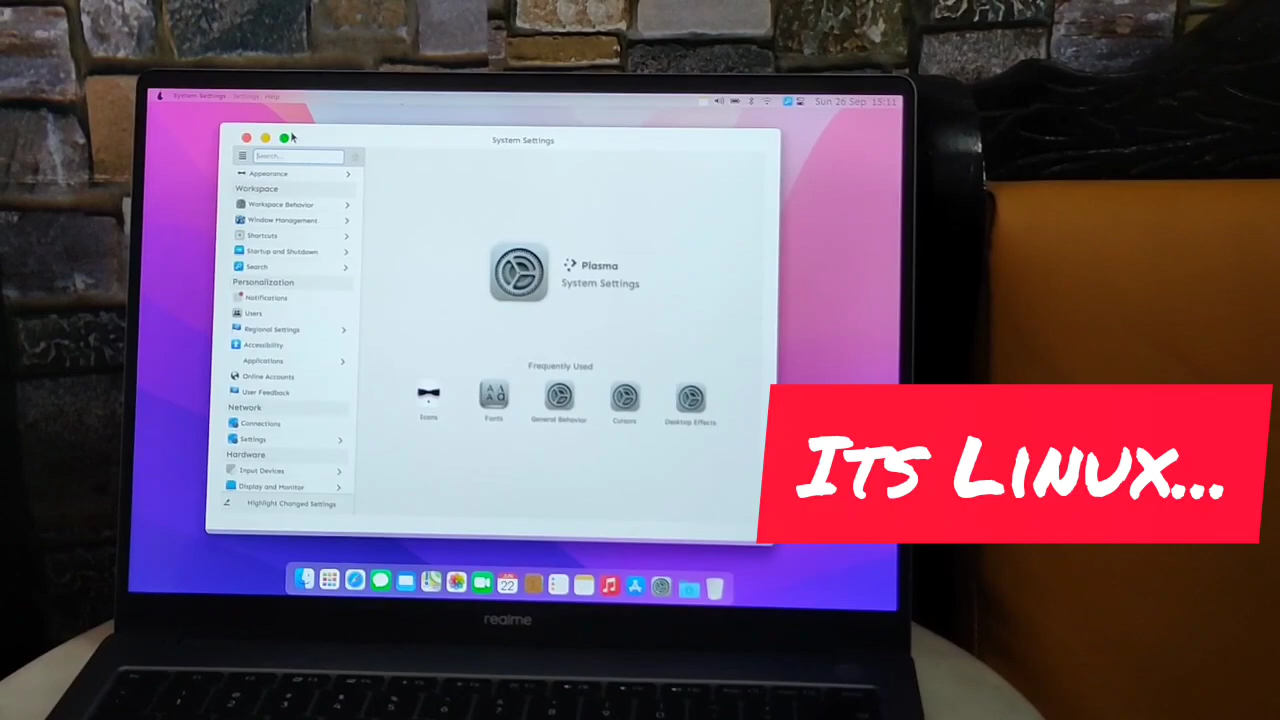 System Settings Settings Help
Sun 26 Sep 15:11
System Settings
Search...
Appearance
Workspace
Workspace Behavior
Window Management
Shortcuts
Startup and Shutdown
Search
Personalization
Notifications
Users
Regional Settings
Accessibility
Applications
Online Accounts
User Feedback
Network
Connections
Settings
Hardware
Input Devices
Display and Monitor
Highlight Changed Settings
Plasma
System Settings
Frequently Used
Icons
Fonts
General Behavior
Cursors
Desktop Effects
Its Linux...
22
realme